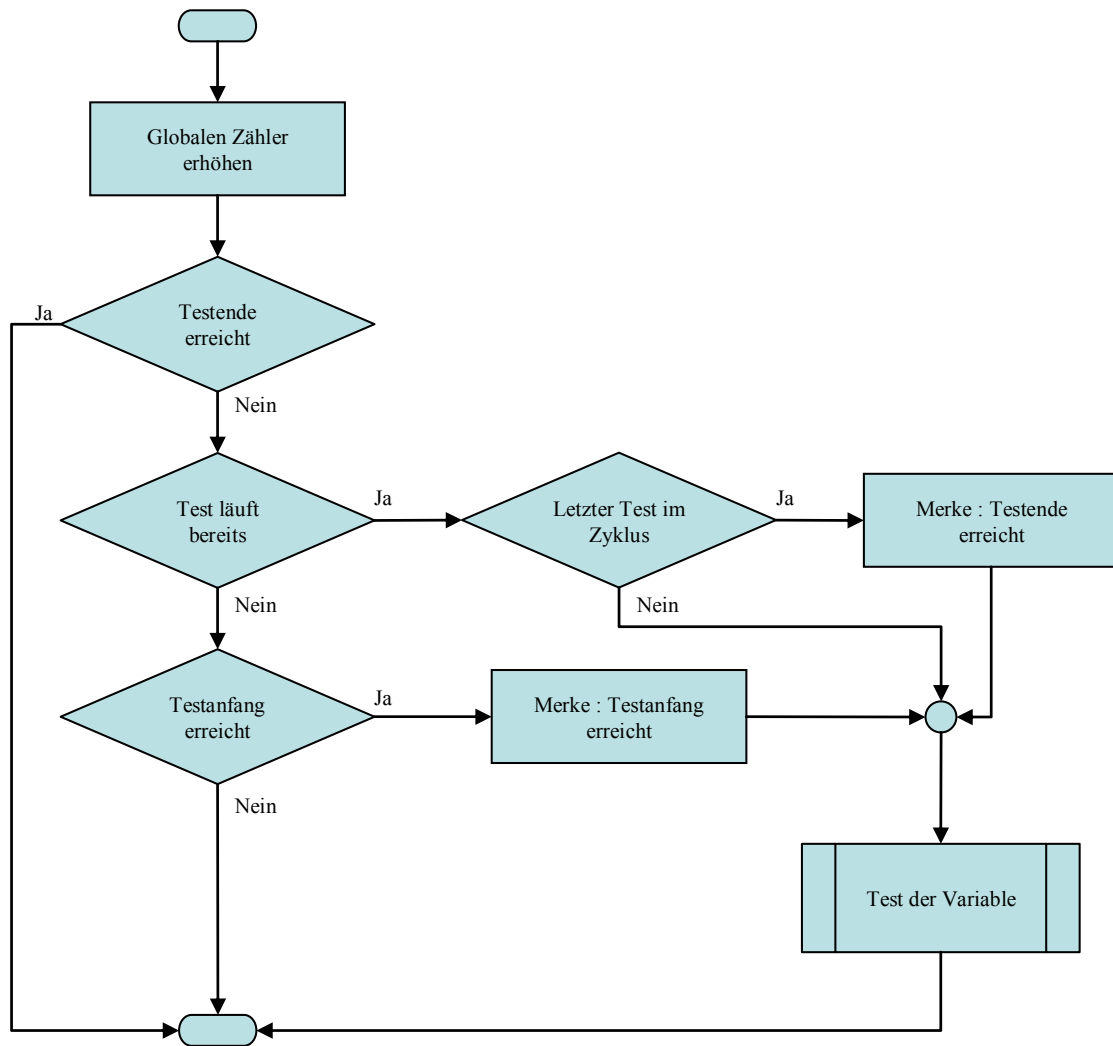 Globalen Zähler
erhöhen
Testende
erreicht
Ja
Nein
Test läuft
bereits
Ja
Letzter Test im
Zyklus
Ja
Merke : Testende
erreicht
Nein
Nein
Testanfang
erreicht
Ja
Merke : Testanfang
erreicht
Nein
Test der Variable